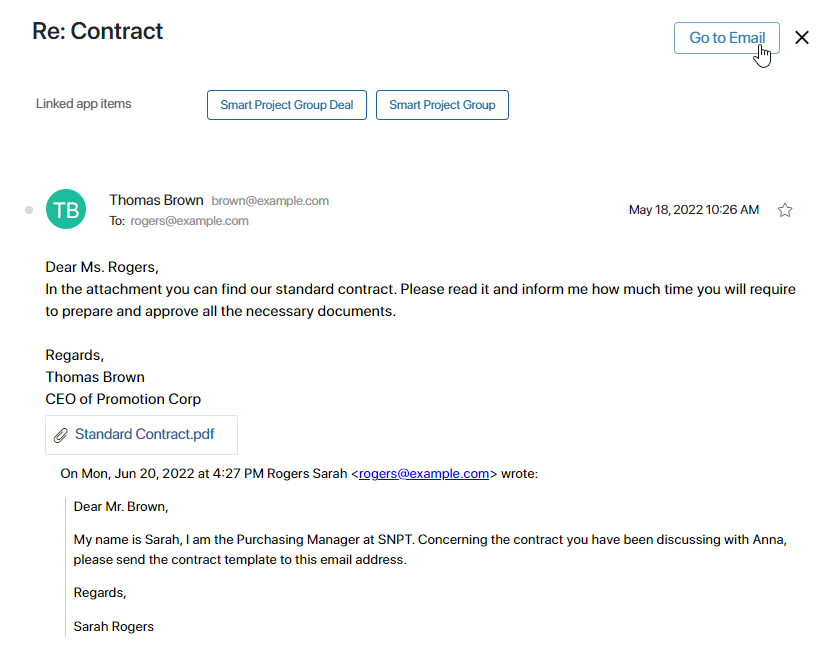 Re: Contract
Go to Email
Linked app items
Smart Project Group Deal
Smart Project Group
TB
Thomas Brown brown@example.com
To: rogers@example.com
May 18, 2022 10:26 AM
Dear Ms. Rogers,
In the attachment you can find our standard contract. Please read it and inform me how much time you will require
to prepare and approve all the necessary documents.
Regards,
Thomas Brown
CEO of Promotion Corp
Standard Contract.pdf
On Mon, Jun 20, 2022 at 4:27 PM Rogers Sarah <rogers@example.com> wrote:
Dear Mr. Brown,
My name is Sarah, I am the Purchasing Manager at SNPT. Concerning the contract you have been discussing with Anna,
please send the contract template to this email address.
Regards,
Sarah Rogers